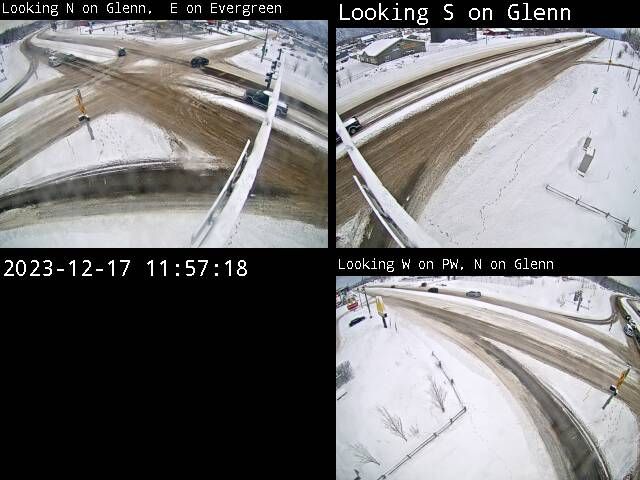 Looking N on Glenn,  E on Evergreen
Looking S on Glenn
2023-12-17 11:57:18
Looking W on PW, N on Glenn